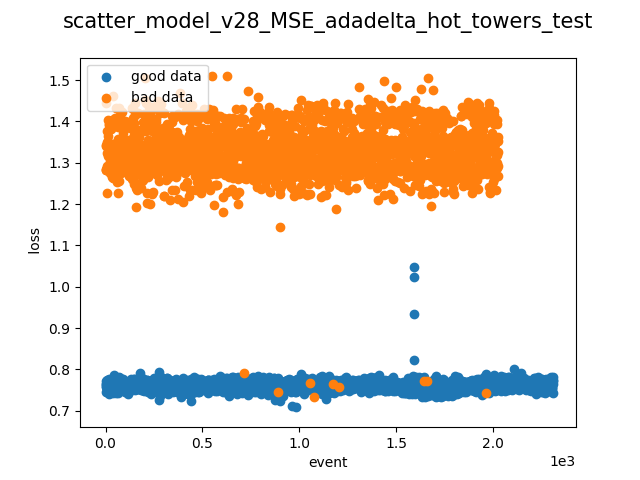 scatter_model_v28_MSE_adadelta_hot_towers_test
good data
bad data
1.5
1.4
1.3
1.2
1.1
1.0
0.9
0.8
0.7
loss
0.0 0.5 1.0 1.5 2.0
event
1e3